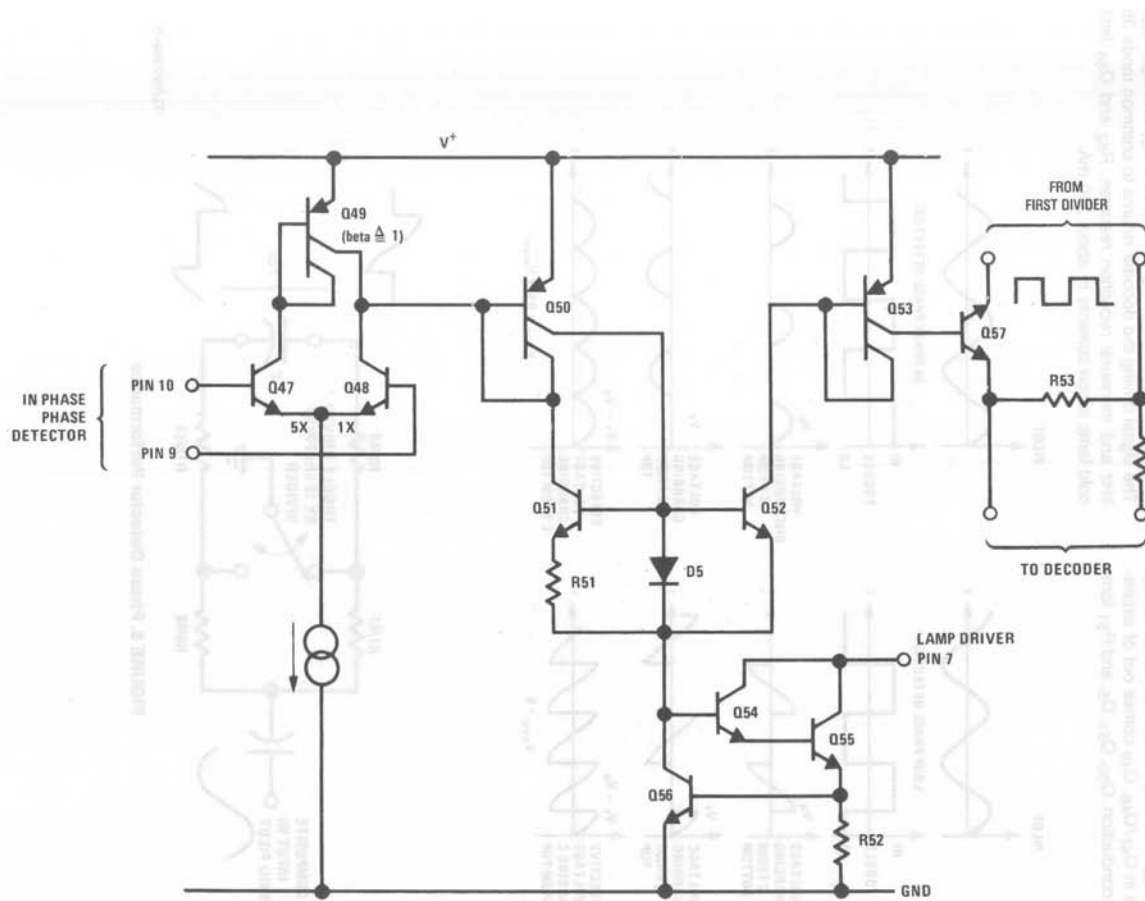 V+
Q49
(beta ≜ 1)
Q50
Q53
FROM
FIRST DIVIDER
Q57
R53
IN PHASE
PHASE
DETECTOR
PIN 10
PIN 9
Q47
Q48
5X
1X
Q51
Q52
R51
D5
TO DECODER
LAMP DRIVER
PIN 7
Q54
Q55
Q56
R52
GND